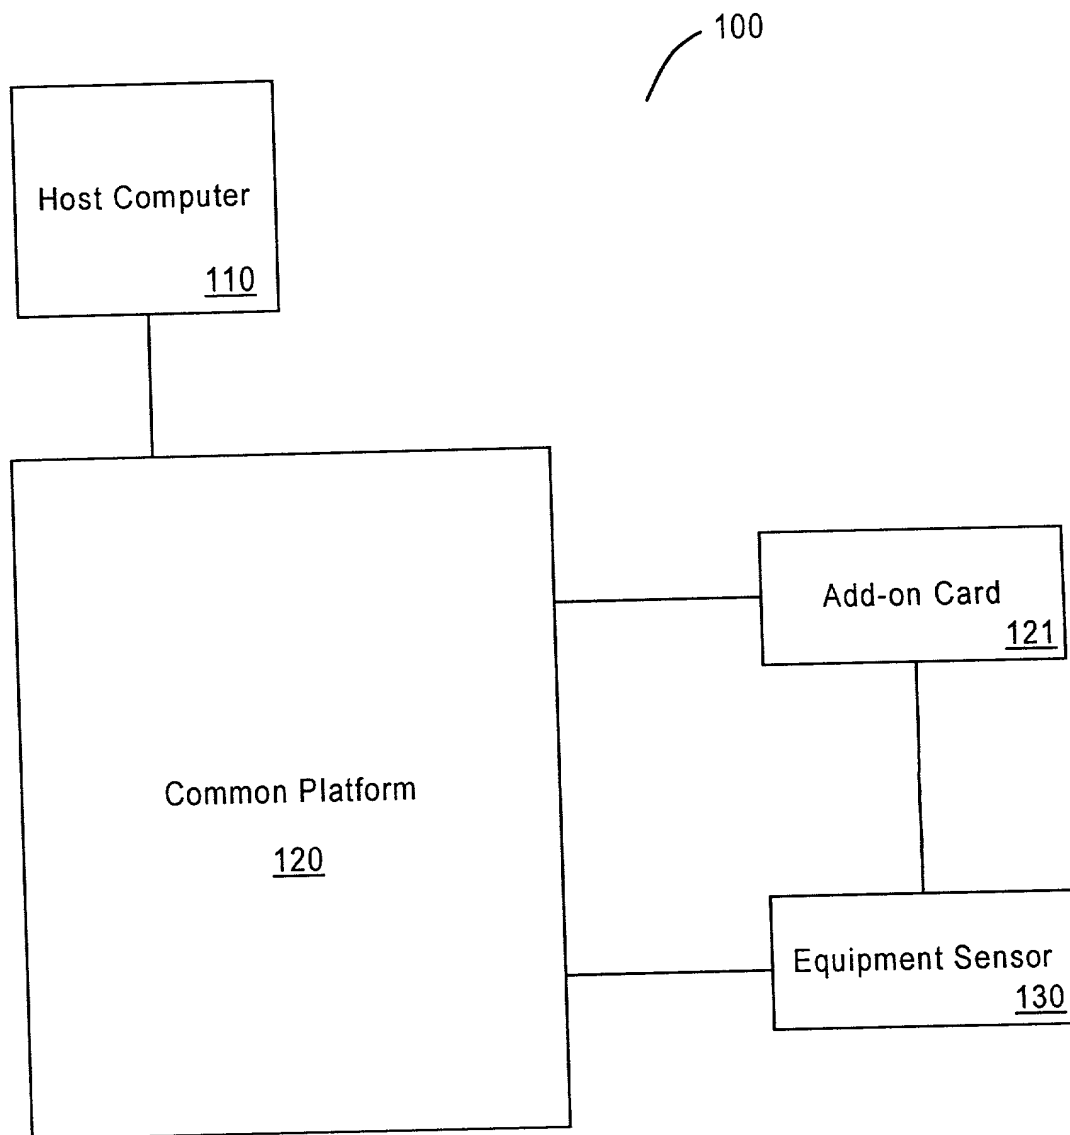 100
Host Computer
110
Add-on Card
121
Common Platform
120
Equipment Sensor
130